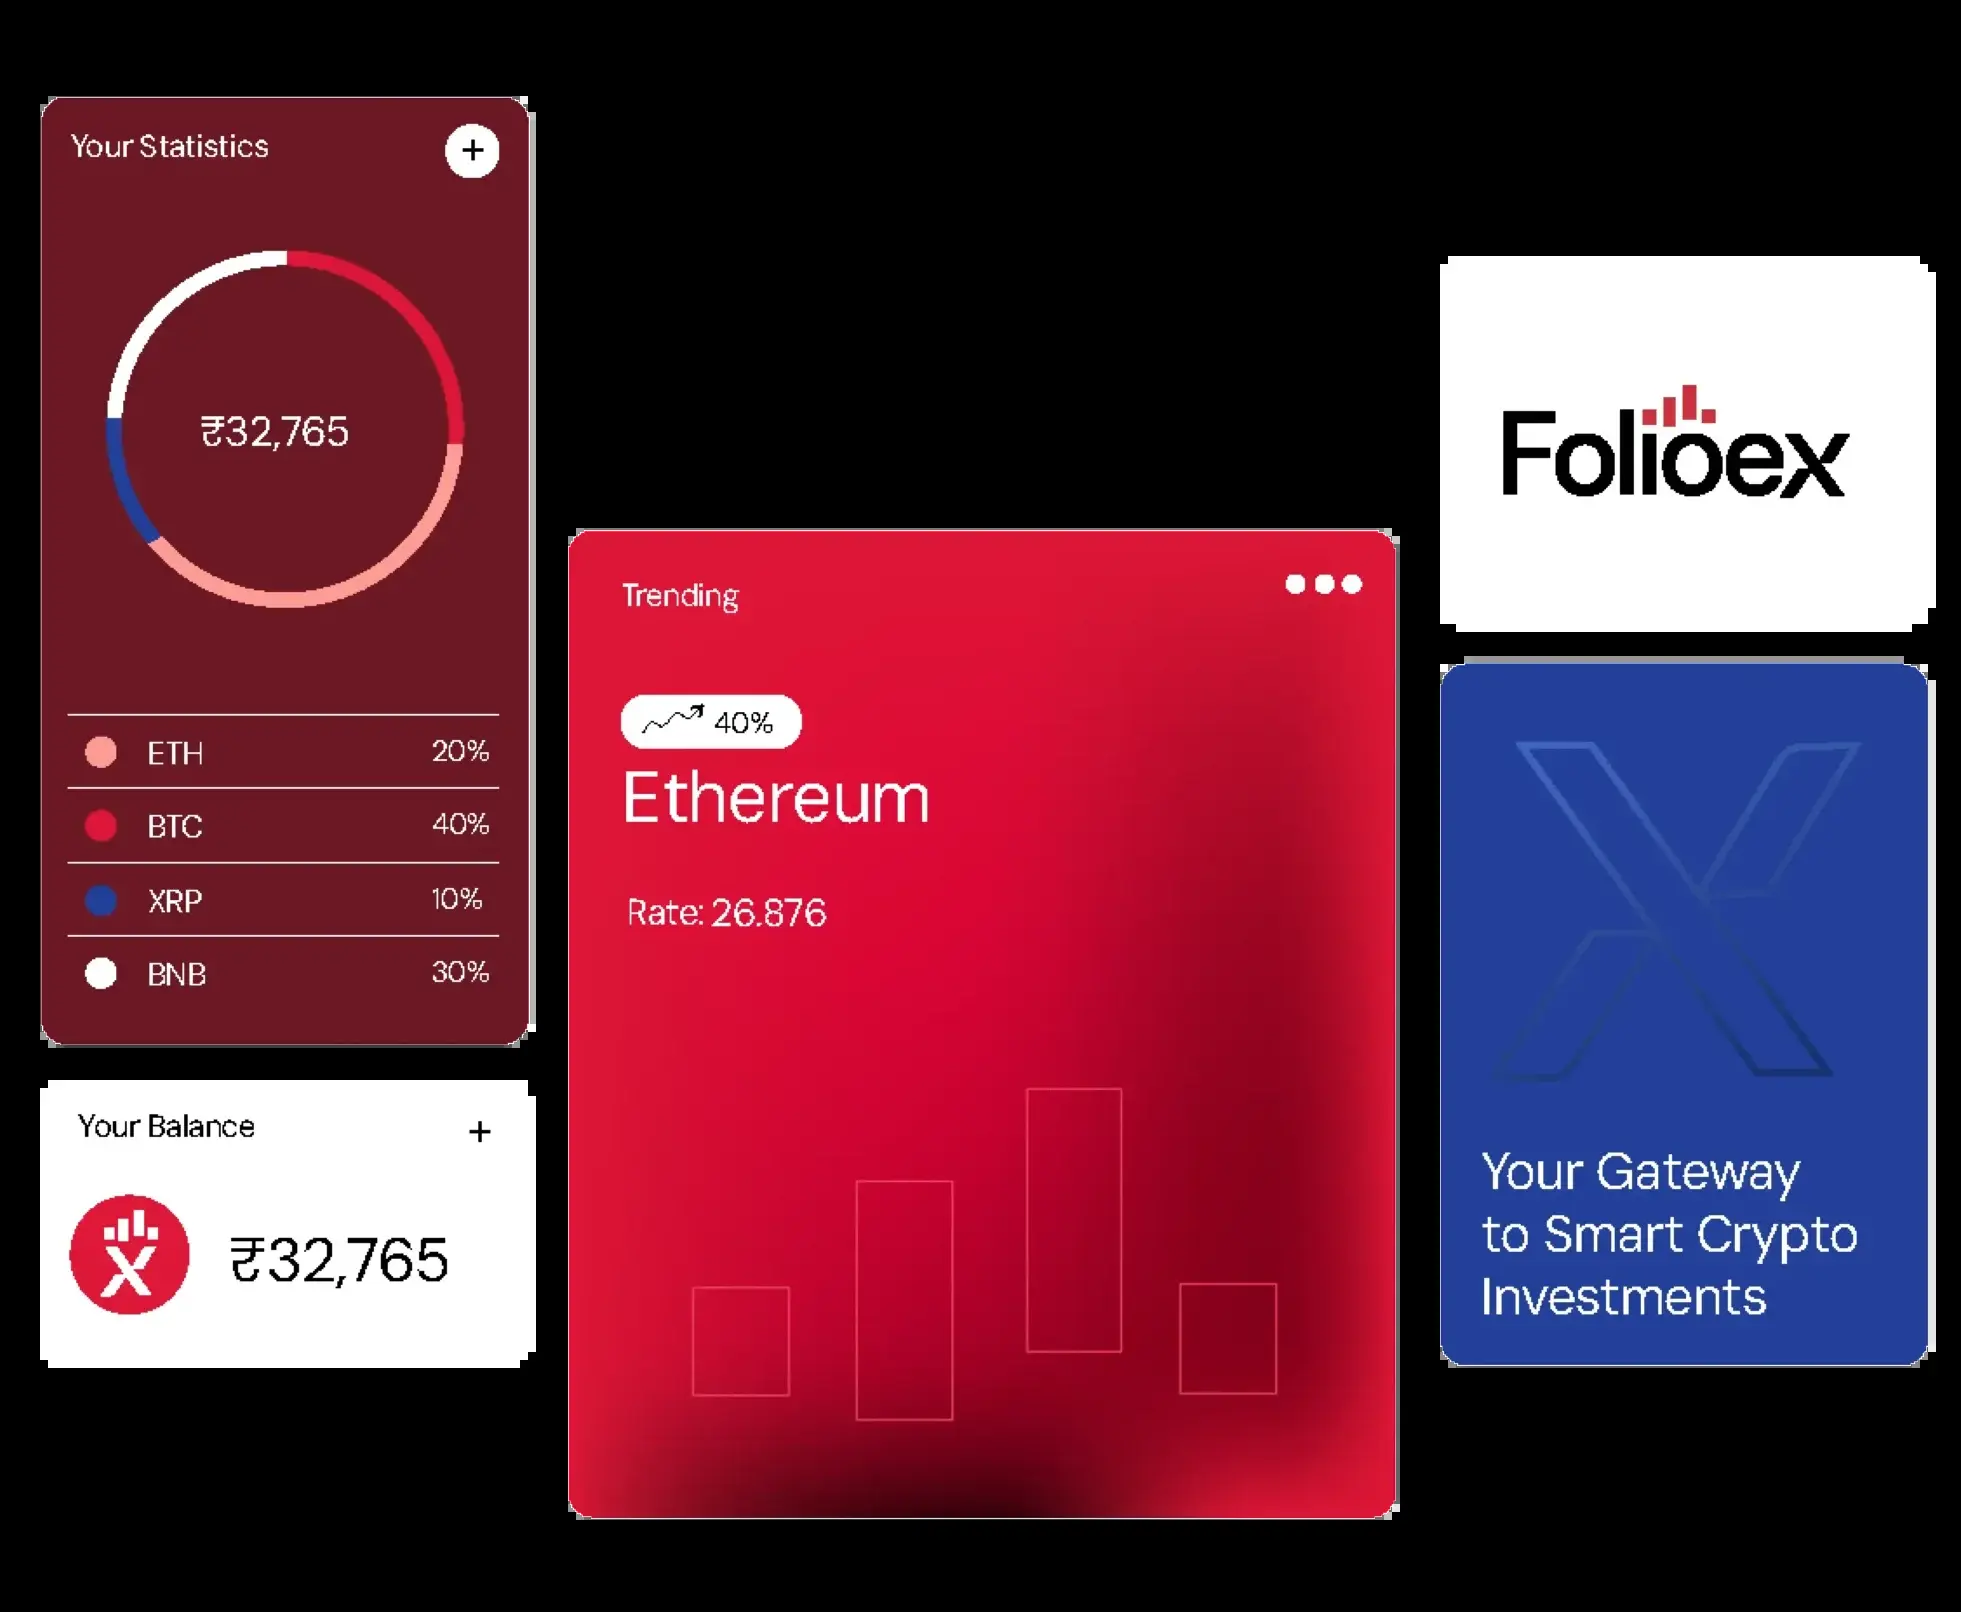 Your Statistics
+
₹32,765
ETH 20%
BTC 40%
XRP 10%
BNB 30%
Your Balance +
₹32,765
Trending
40%
Ethereum
Rate: 26.876
Folioex
X
Your Gateway
to Smart Crypto
Investments